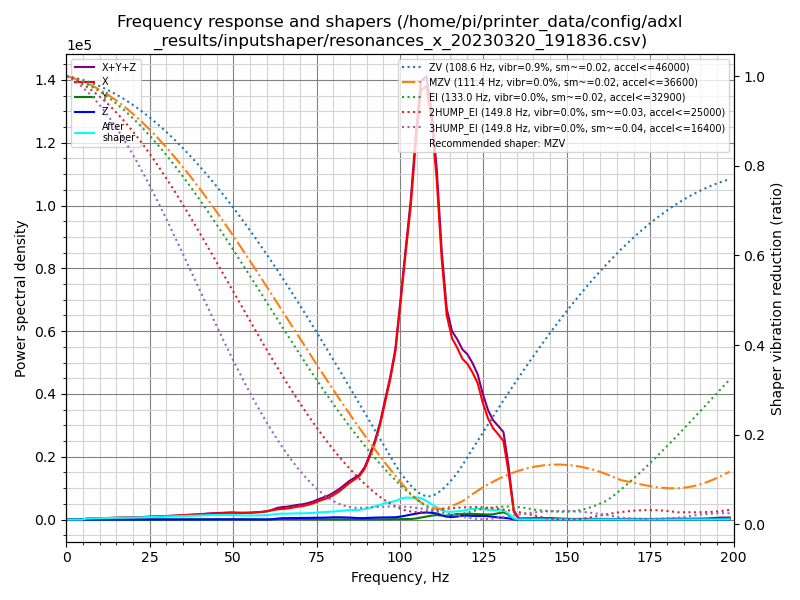 Frequency response and shapers (/home/pi/printer_data/config/adxl
_results/inputshaper/resonances_x_20230320_191836.csv)
1e5
X+Y+Z
X
Z
After
shaper
ZV (108.6 Hz, vibr=0.9%, sm~=0.02, accel<=46000)
MZV (111.4 Hz, vibr=0.0%, sm~=0.02, accel<=36600)
EI (133.0 Hz, vibr=0.0%, sm~=0.02, accel<=32900)
2HUMP_EI (149.8 Hz, vibr=0.0%, sm~=0.03, accel<=25000)
3HUMP_EI (149.8 Hz, vibr=0.0%, sm~=0.04, accel<=16400)
Recommended shaper: MZV
Power spectral density
1.4
1.2
1.0
0.8
0.6
0.4
0.2
0.0
1.0
0.8
0.6
0.4
0.2
0.0
Shaper vibration reduction (ratio)
0 25 50 75 100 125 150 175 200
Frequency, Hz